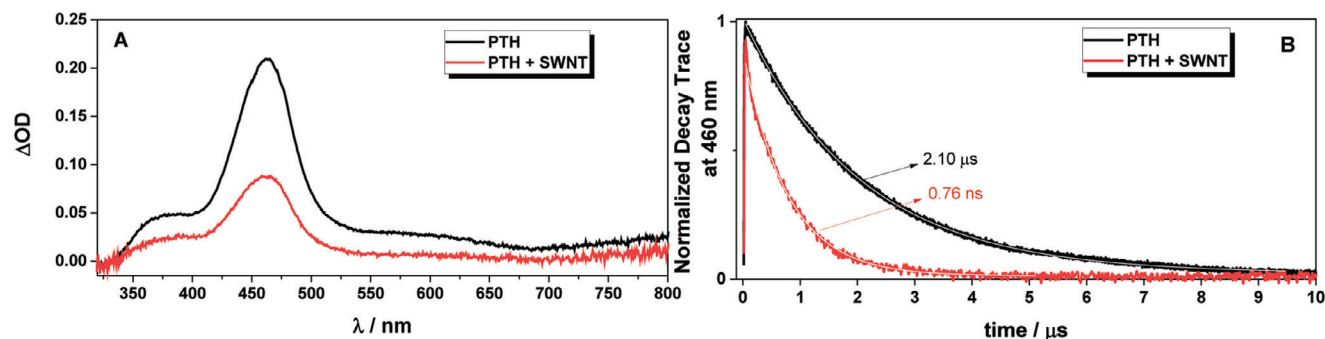 A
PTH
PTH + SWNT
0.25
0.20
0.15
0.10
0.05
0.00
ΔOD
350
400
450
500
550
600
650
700
750
800
λ / nm
B
PTH
PTH + SWNT
1
0
Normalized Decay Trace
at 460 nm
2.10 μs
0.76 ns
0
1
2
3
4
5
6
7
8
9
10
time / μs